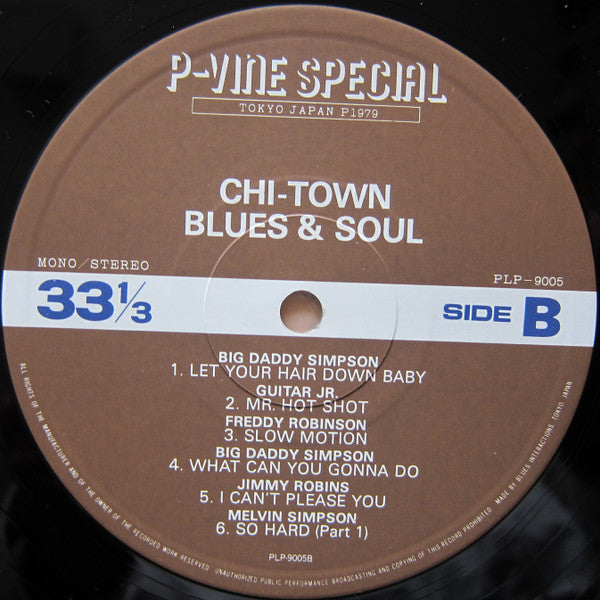 P-VINE SPECIAL
TOKYO JAPAN P1979
CHI-TOWN
BLUES & SOUL
MONO/STEREO
PLP-9005
33 1/3
SIDE B
BIG DADDY SIMPSON
1. LET YOUR HAIR DOWN BABY
GUITAR JR.
2. MR. HOT SHOT
FREDDY ROBINSON
3. SLOW MOTION
BIG DADDY SIMPSON
4. WHAT CAN YOU GONNA DO
JIMMY ROBINS
5. I CAN'T PLEASE YOU
MELVIN SIMPSON
6. SO HARD (Part 1)
PLP-9005B
ALL RIGHTS OF THE MANUFACTURER AND OF THE OWNER OF THE RECORDED WORK RESERVED UNAUTHORIZED PUBLIC PERFORMANCE BROADCASTING AND COPYING OF THIS RECORD PROHIBITED MADE BY BLUES INTERACTIONS TOKYO JAPAN